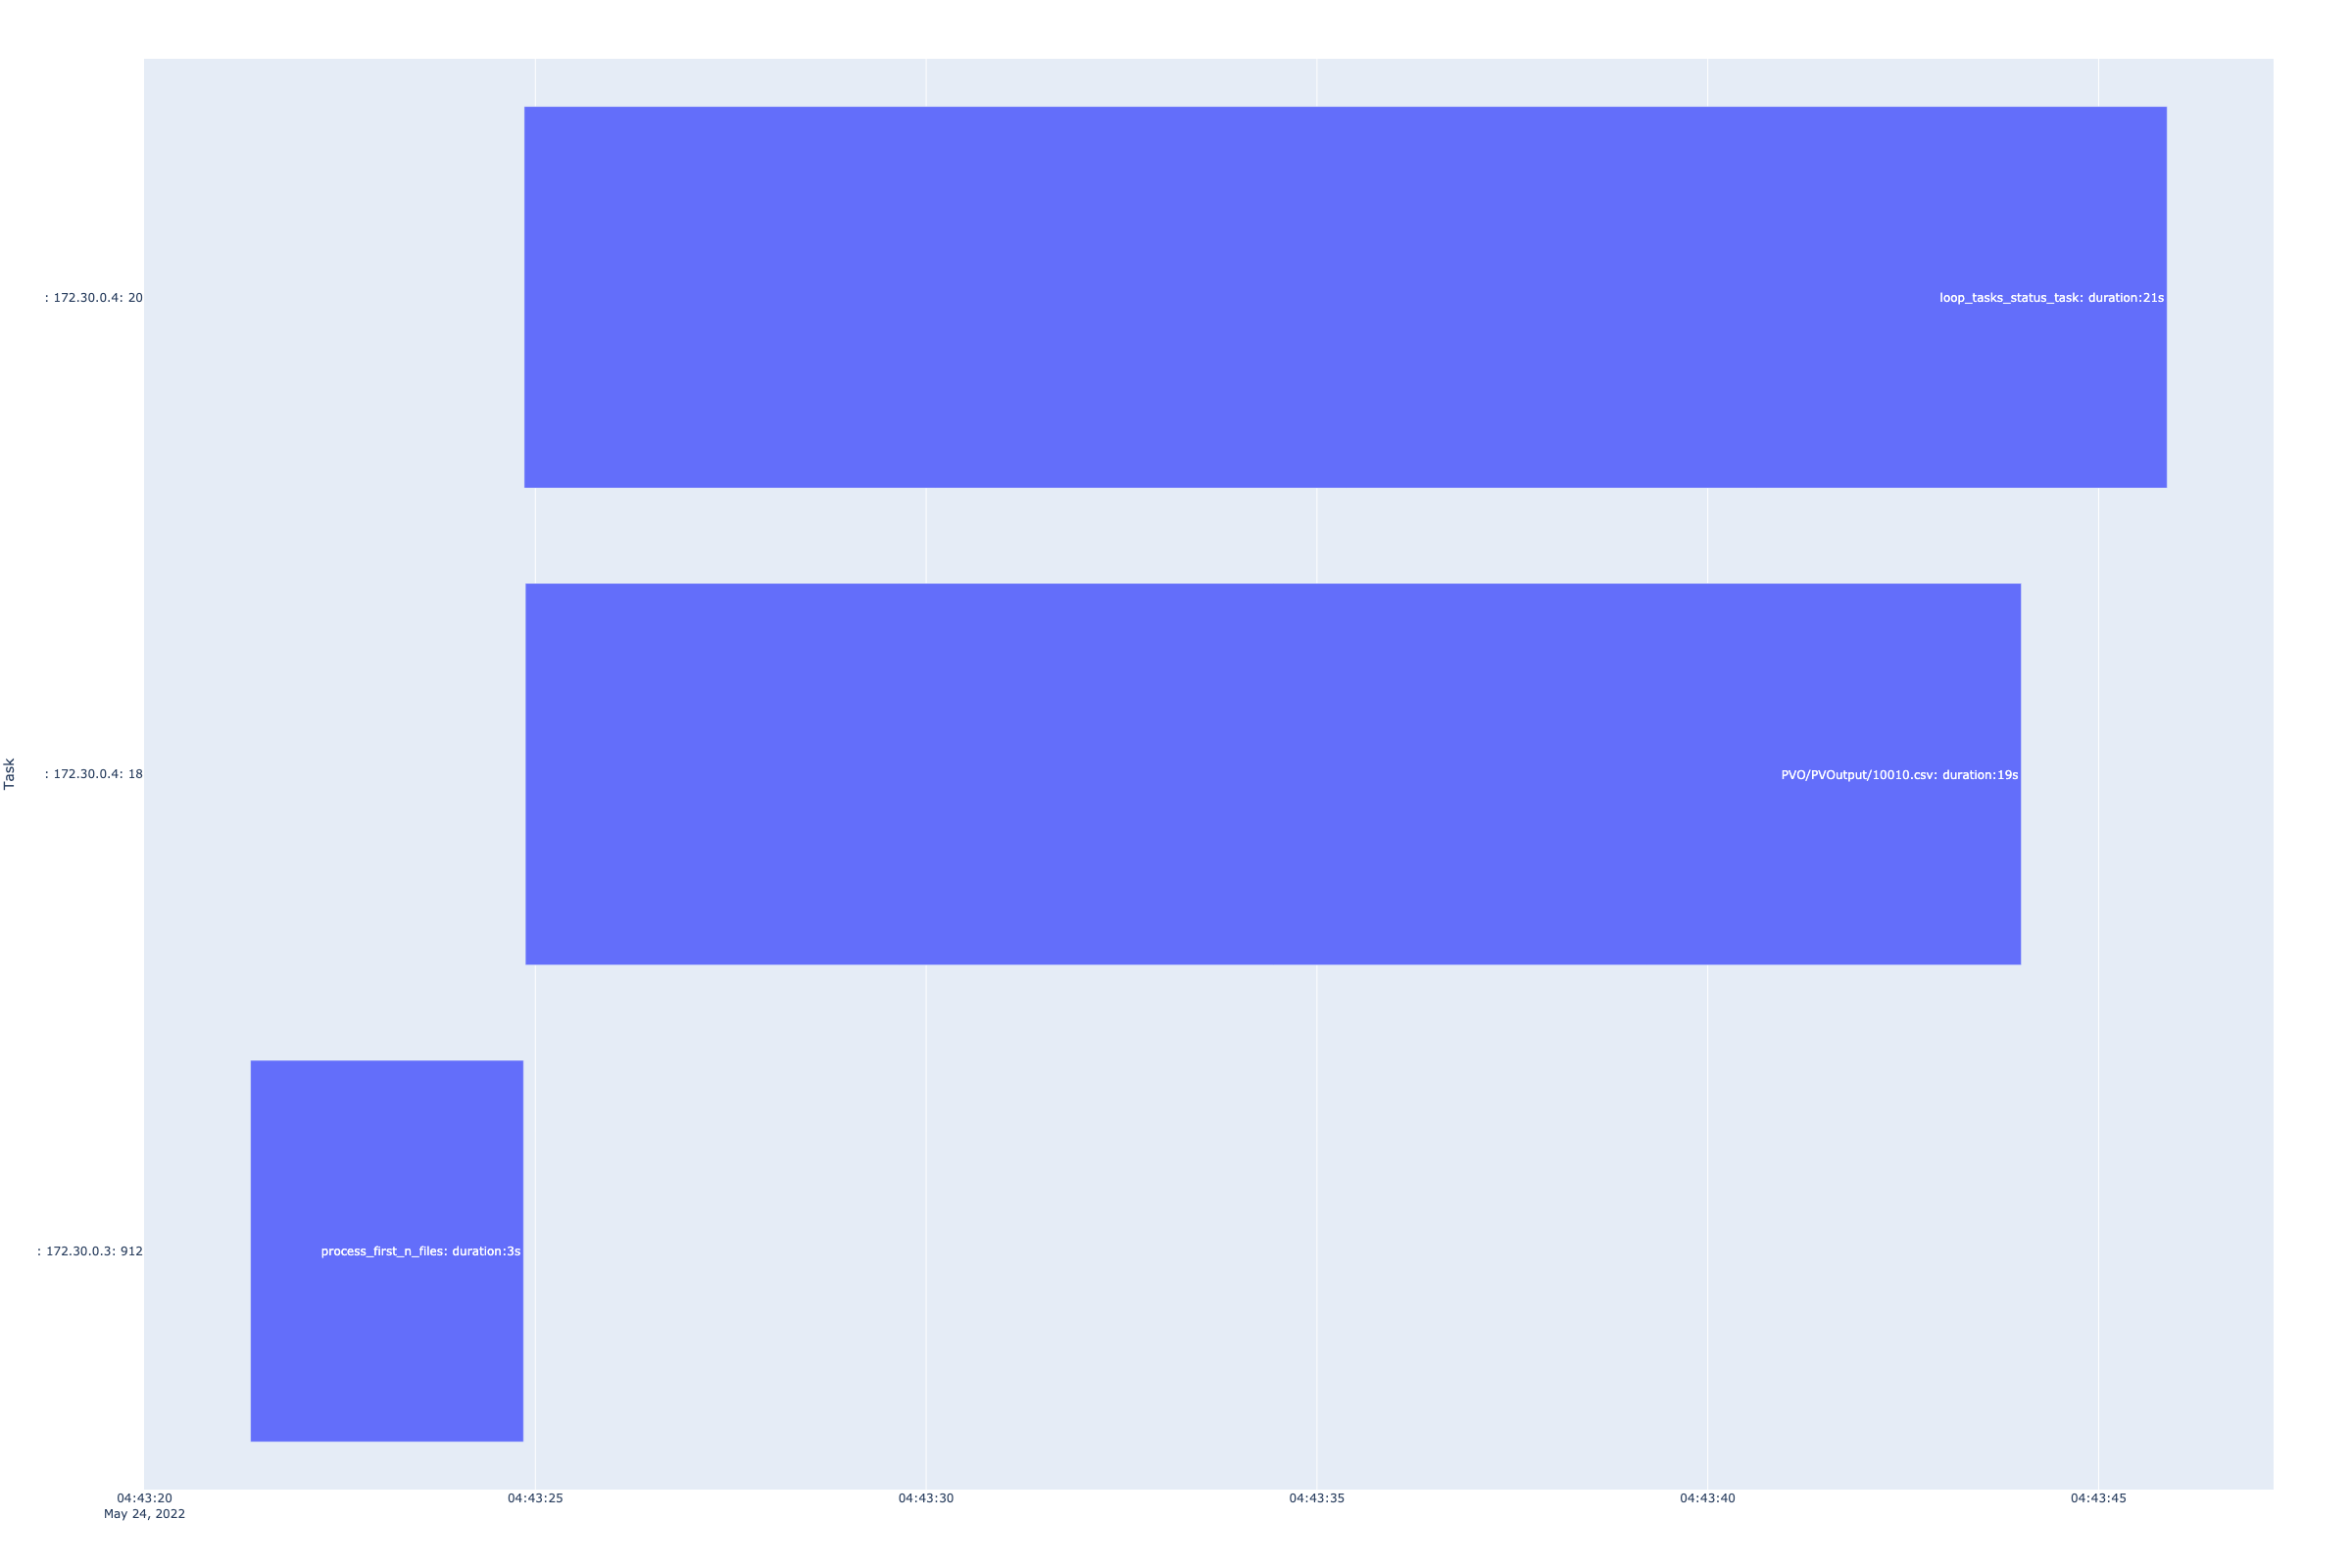 : 172.30.0.4: 20
loop_tasks_status_task: duration:21s
Task
: 172.30.0.4: 18
PVO/PVOutput/10010.csv: duration:19s
: 172.30.0.3: 912
process_first_n_files: duration:3s
04:43:20
May 24, 2022
04:43:25
04:43:30
04:43:35
04:43:40
04:43:45